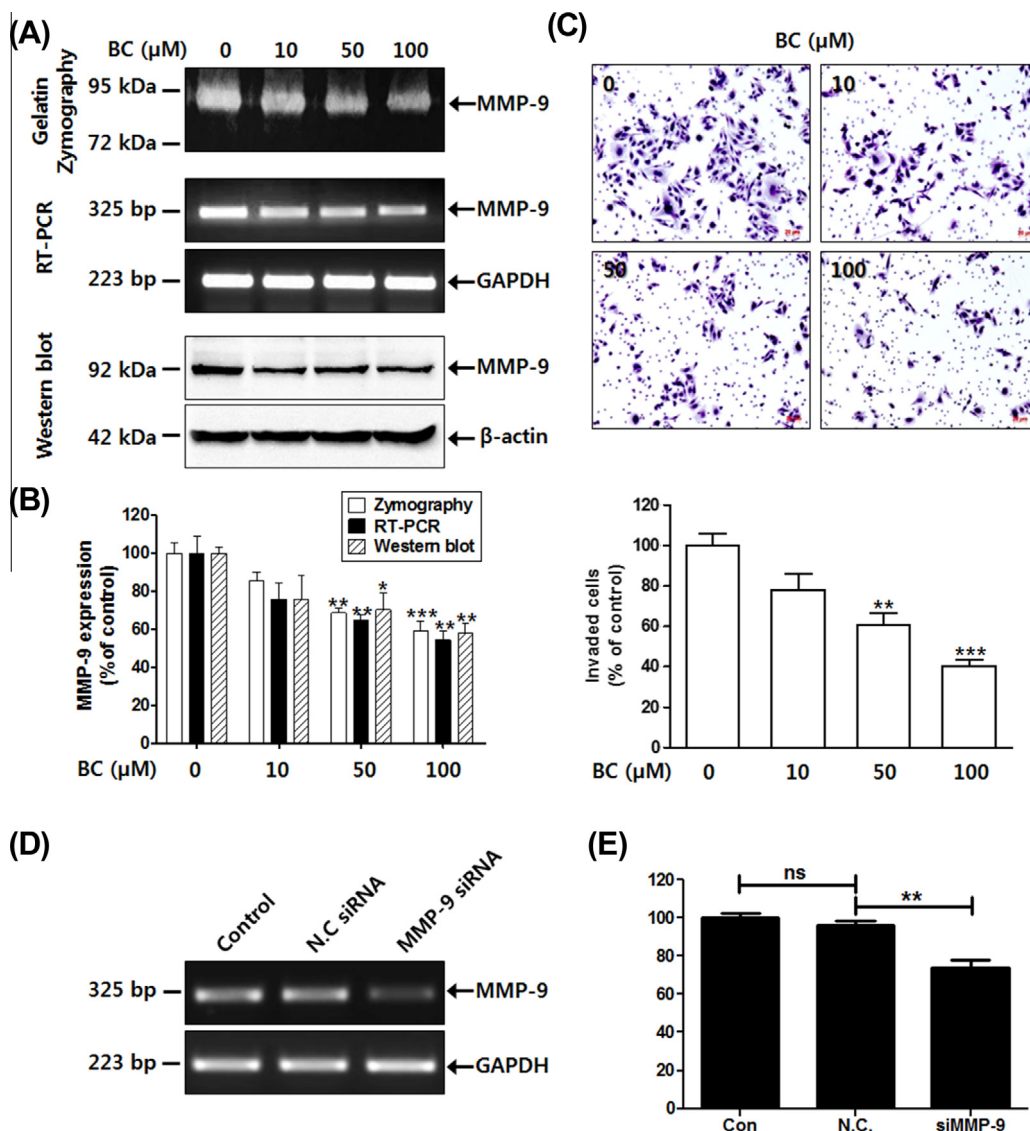 (A)
BC (µM) 0 10 50 100
Gelatin Zymography
95 kDa
72 kDa
MMP-9
RT-PCR
325 bp
MMP-9
223 bp
GAPDH
Western blot
92 kDa
MMP-9
42 kDa
β-actin
(B)
Zymography
RT-PCR
Western blot
MMP-9 expression
(% of control)
120
100
80
60
40
20
0
** ** *
*** ** **
BC (µM) 0 10 50 100
(C)
BC (µM)
0
10
50
100
Invaded cells
(% of control)
120
100
80
60
40
20
0
**
***
BC (µM) 0 10 50 100
(D)
Control
N.C siRNA
MMP-9 siRNA
325 bp
MMP-9
223 bp
GAPDH
(E)
120
100
80
60
40
20
0
ns
**
Con N.C. siMMP-9